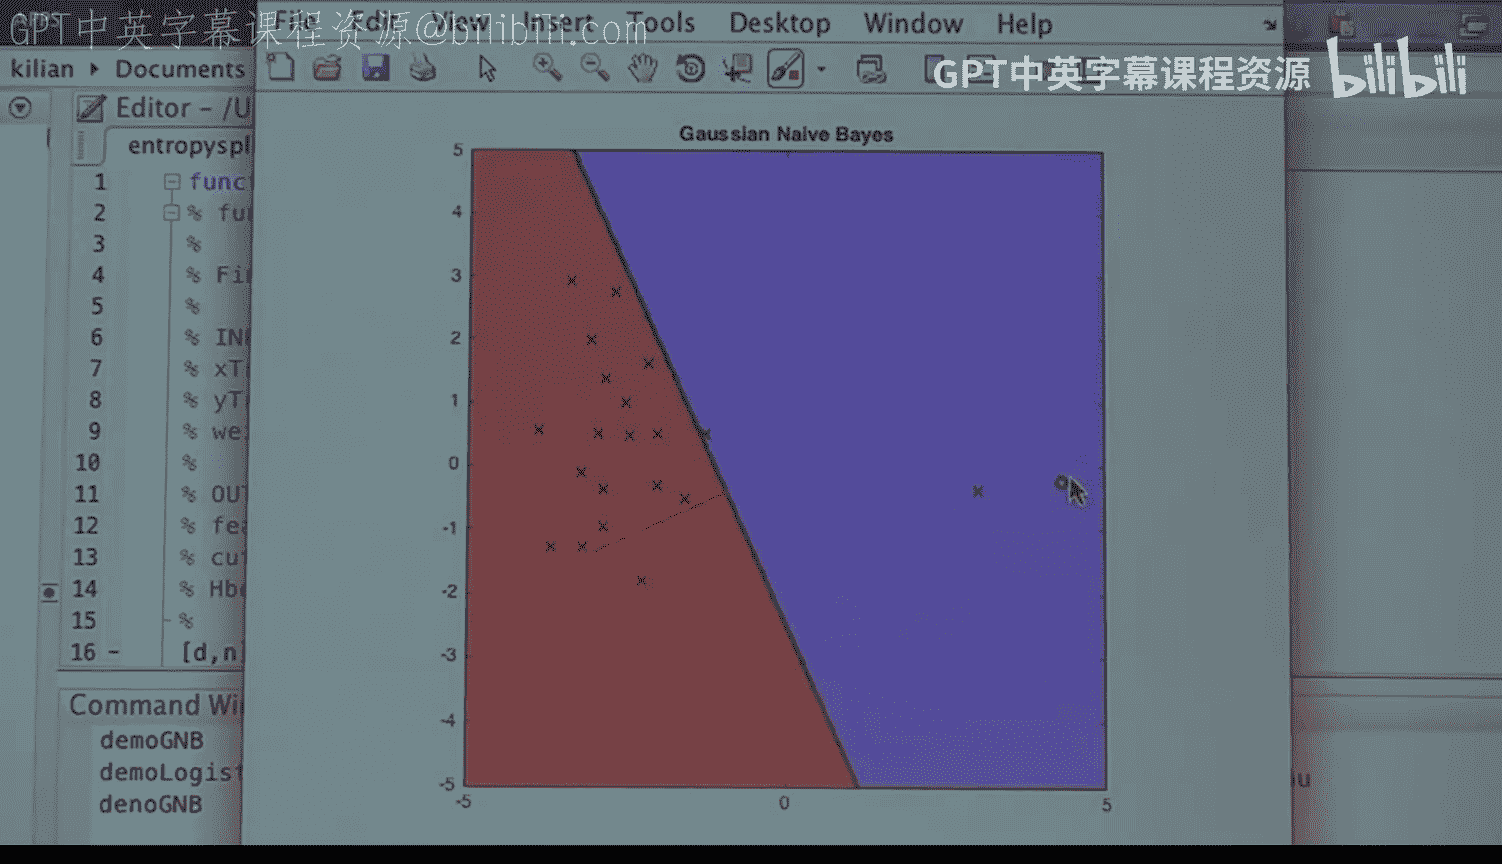 File Edit View Insert Tools Desktop Window Help
GPT中英字幕课程资源@bilibili.com
GPT中英字幕课程资源 bilibili
kilian Documents
Editor - /U
entropyspl
1 func
2 % fu
3 %
4 % Fi
5 %
6 % IN
7 % xT
8 % yT
9 % we
10 %
11 % OU
12 % fea
13 % cu
14 % Hb
15 %
16 - [d,n
Command Wi
demoGNB
demoLogist
denoGNB
Gaussian Naive Bayes
5
4
3
2
1
0
-1
-2
-3
-4
-5
-5 0 5